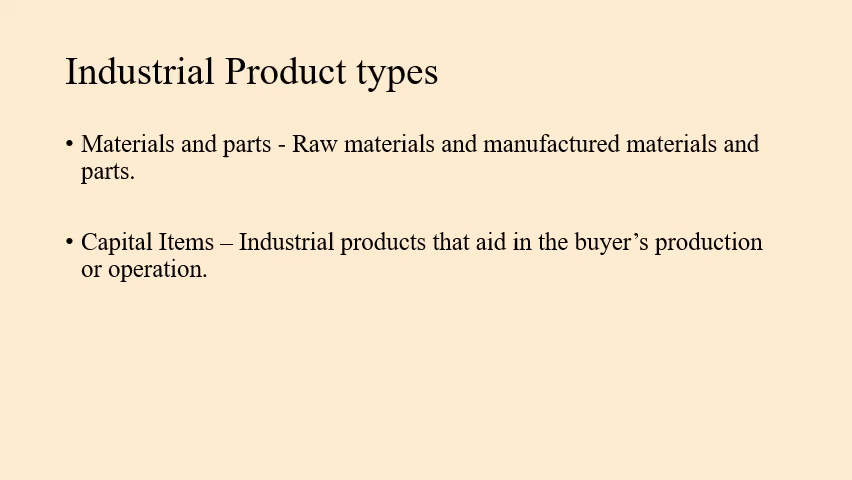 Industrial Product types
• Materials and parts - Raw materials and manufactured materials and
parts.
• Capital Items – Industrial products that aid in the buyer’s production
or operation.